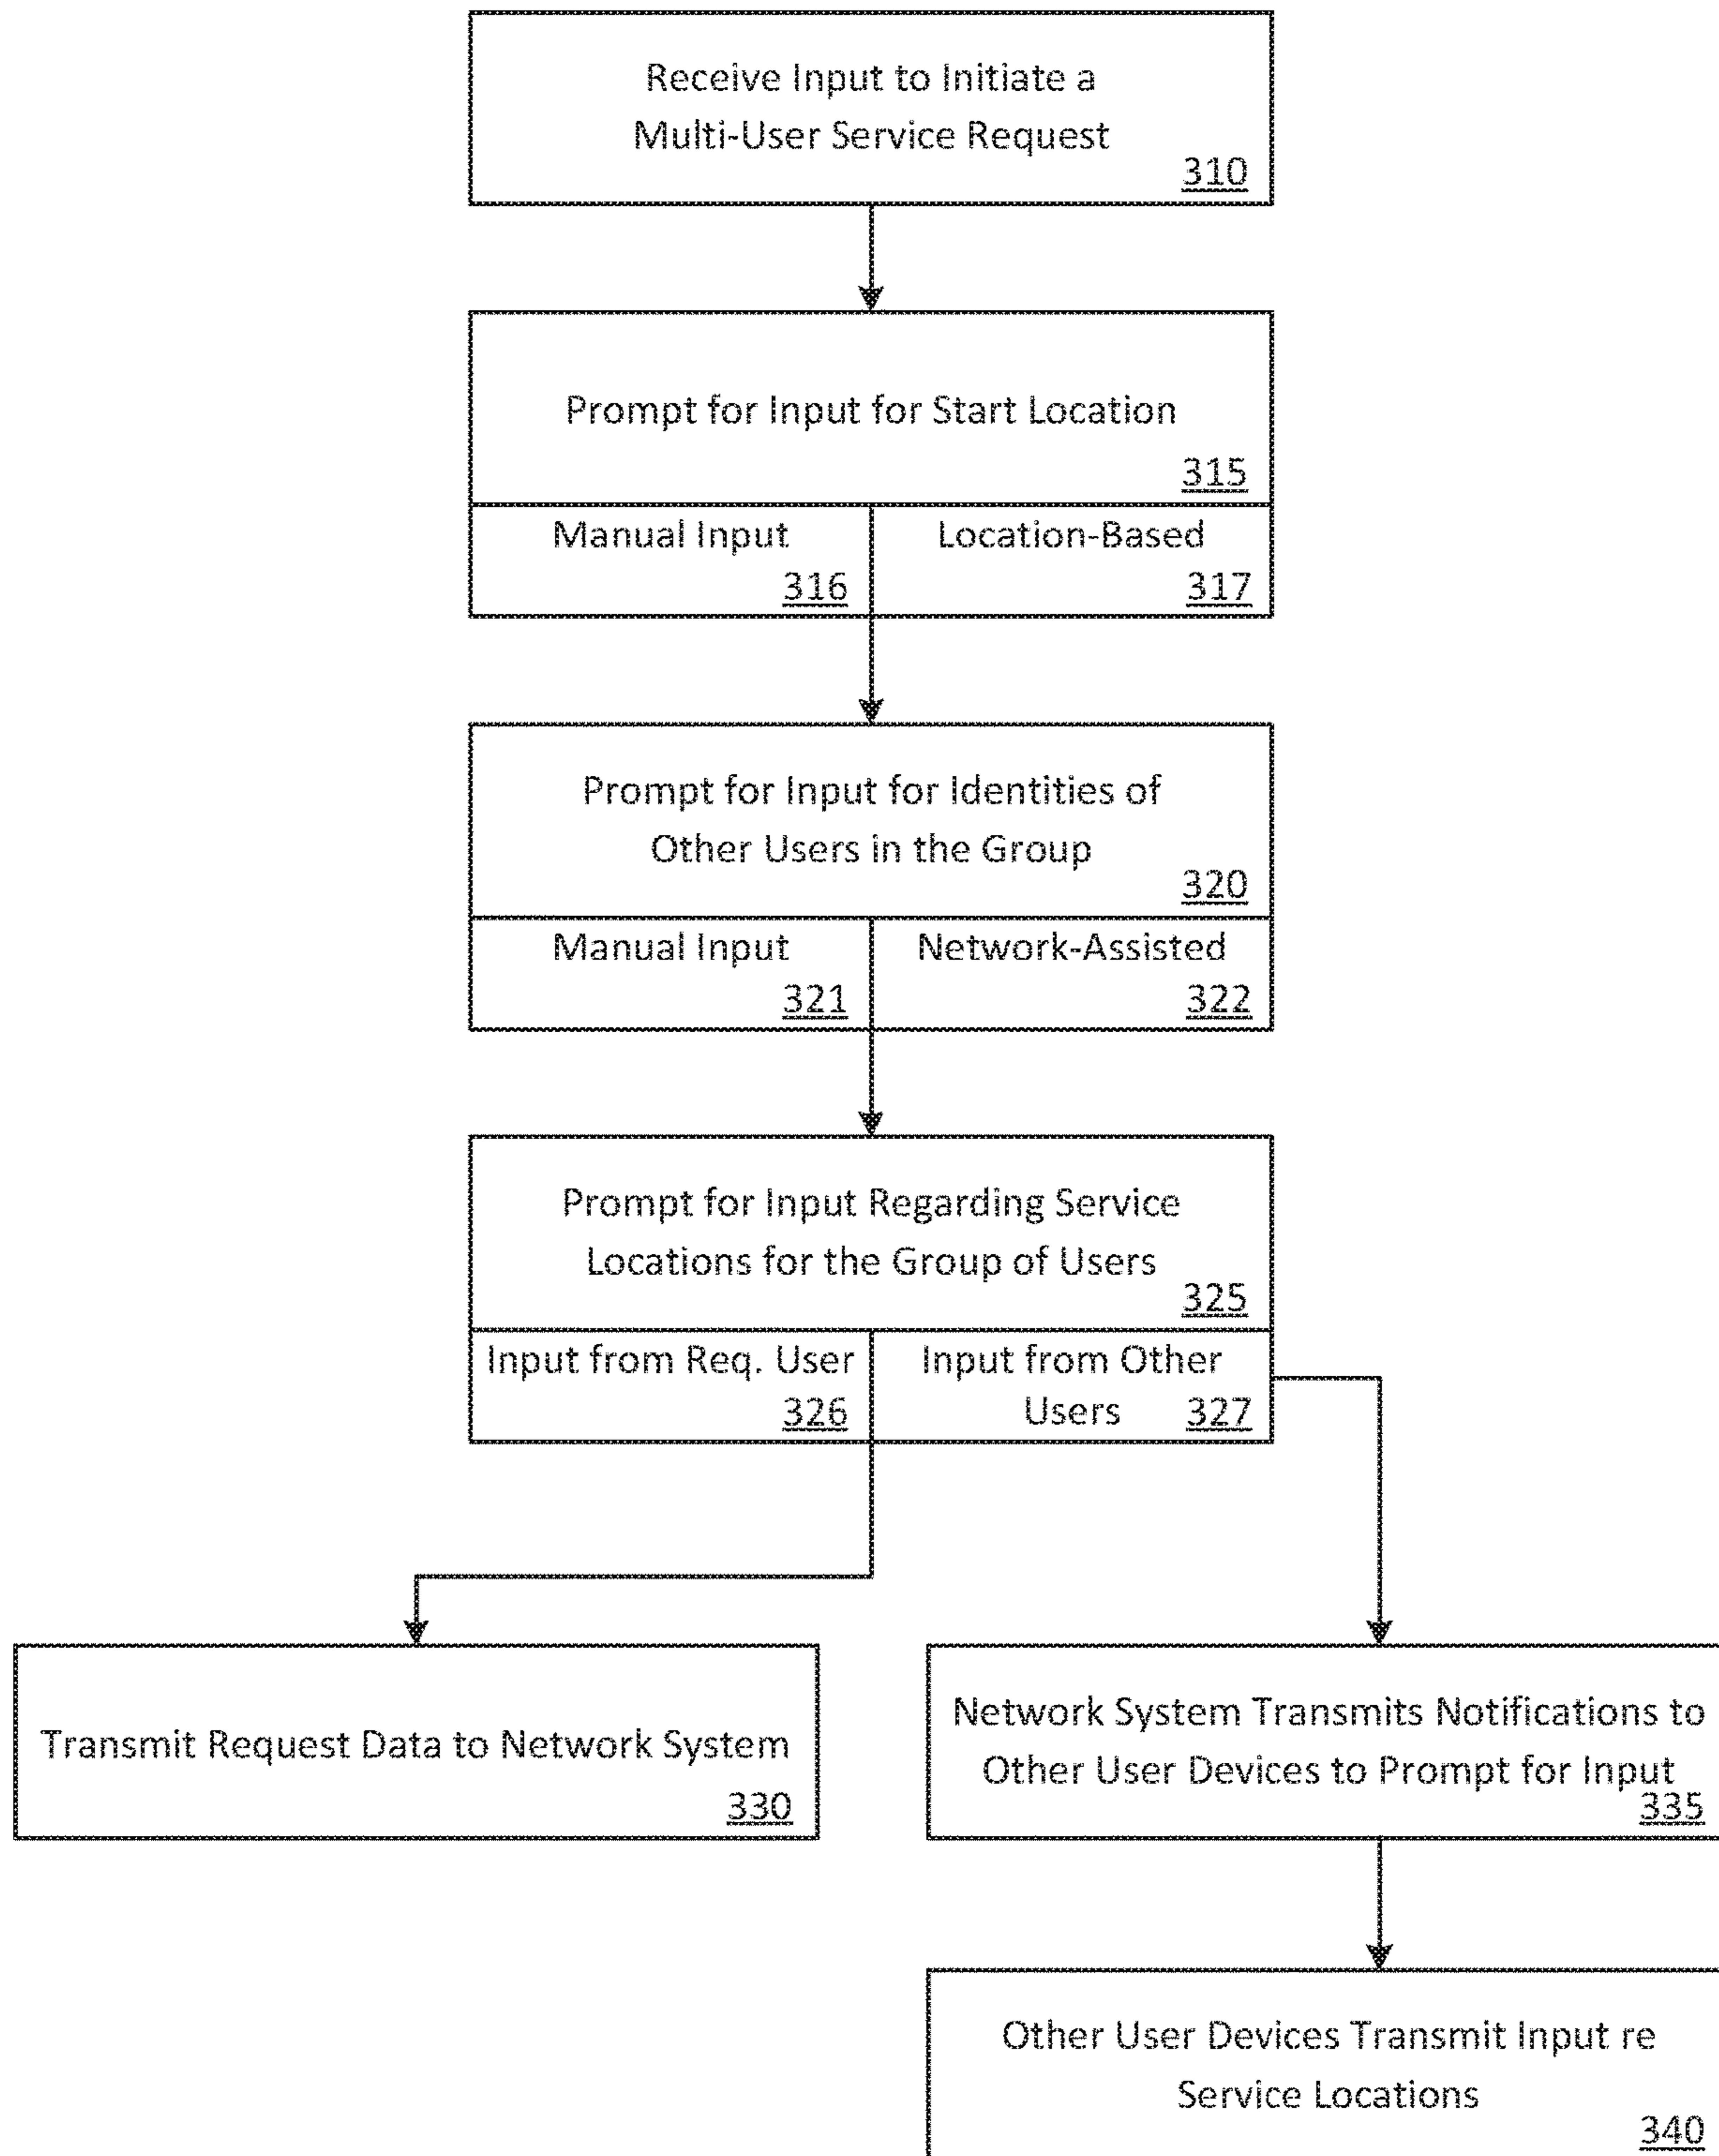 Receive Input to Initiate a
Multi-User Service Request
310
Prompt for Input for Start Location
315
Manual Input
316
Location-Based
317
Prompt for Input for Identities of
Other Users in the Group
320
Manual Input
321
Network-Assisted
322
Prompt for Input Regarding Service
Locations for the Group of Users
325
Input from Req. User
326
Input from Other
Users 327
Transmit Request Data to Network System
330
Network System Transmits Notifications to
Other User Devices to Prompt for Input
335
Other User Devices Transmit Input re
Service Locations
340